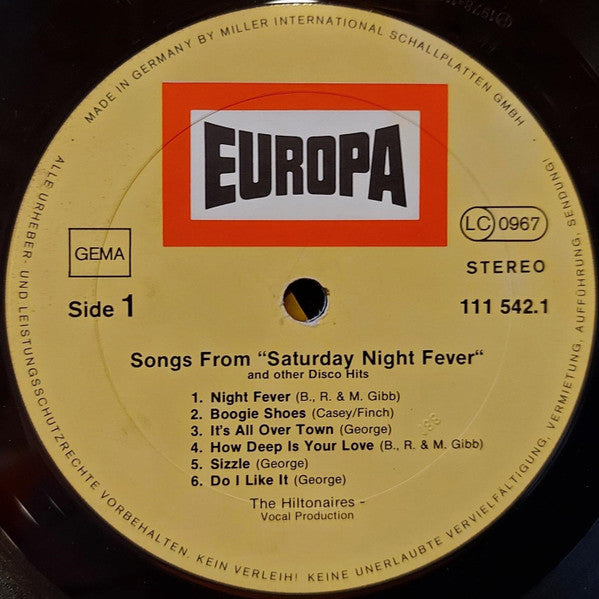 MADE IN GERMANY BY MILLER INTERNATIONAL SCHALLPLATTEN GMBH
EUROPA
GEMA
LC 0967
STEREO
Side 1
111 542.1
Songs From “Saturday Night Fever“
and other Disco Hits
1. Night Fever (B., R. & M. Gibb)
2. Boogie Shoes (Casey/Finch)
3. It's All Over Town (George)
4. How Deep Is Your Love (B., R. & M. Gibb)
5. Sizzle (George)
6. Do I Like It (George)
The Hiltonaires -
Vocal Production
ALLE URHEBER- UND LEISTUNGSSCHUTZRECHTE VORBEHALTEN. KEIN VERLEIH! KEINE UNERLAUBTE VERVIELFÄLTIGUNG, VERMIETUNG, AUFFÜHRUNG, SENDUNG!